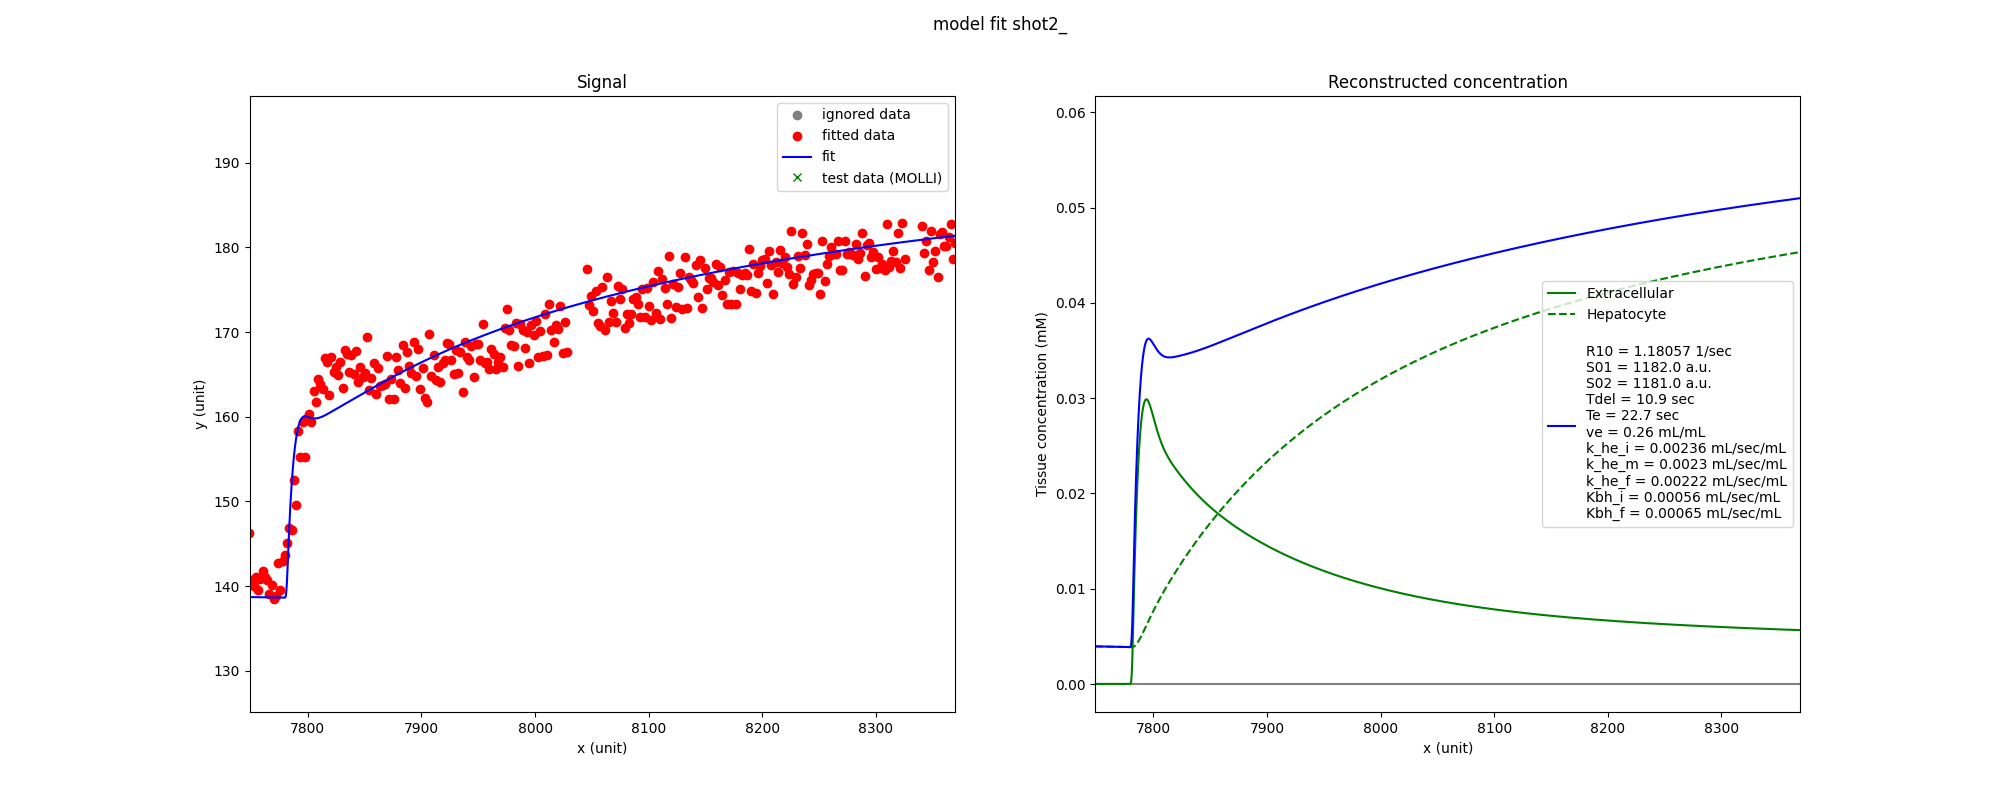 model fit shot2_
Signal
190
180
170
160
150
140
130
y (unit)
7800 7900 8000 8100 8200 8300
x (unit)
ignored data
fitted data
fit
test data (MOLLI)
Reconstructed concentration
0.06
0.05
0.04
0.03
0.02
0.01
0.00
Tissue concentration (mM)
7800 7900 8000 8100 8200 8300
x (unit)
Extracellular
Hepatocyte
R10 = 1.18057 1/sec
S01 = 1182.0 a.u.
S02 = 1181.0 a.u.
Tdel = 10.9 sec
Te = 22.7 sec
ve = 0.26 mL/mL
k_he_i = 0.00236 mL/sec/mL
k_he_m = 0.0023 mL/sec/mL
k_he_f = 0.00222 mL/sec/mL
Kbh_i = 0.00056 mL/sec/mL
Kbh_f = 0.00065 mL/sec/mL